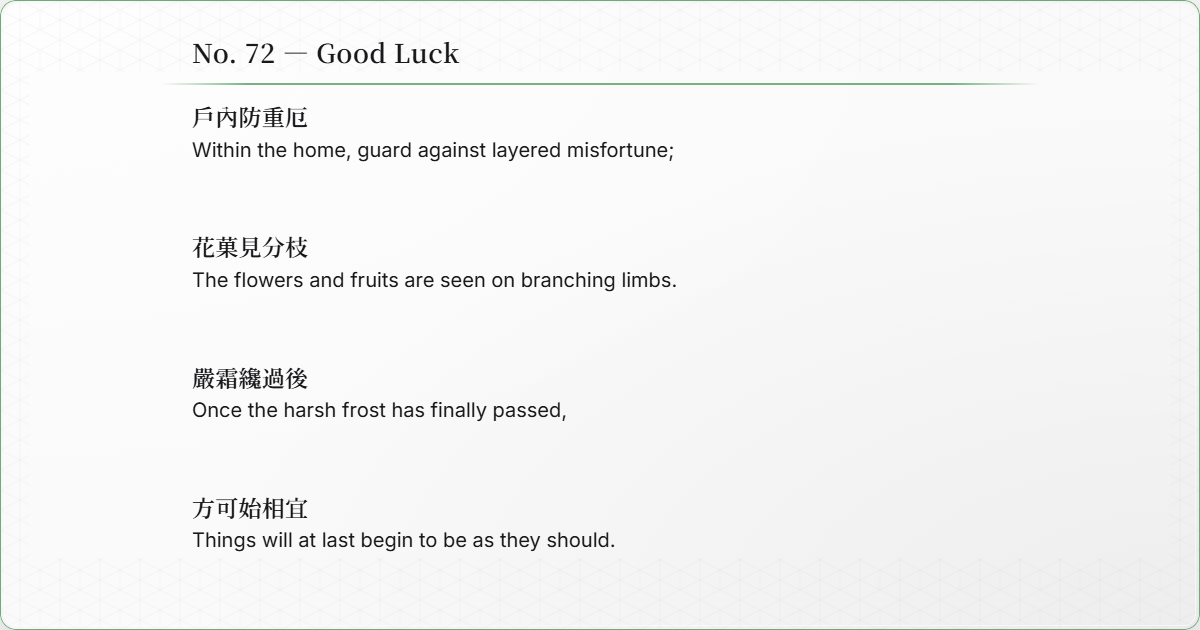 No. 72 — Good Luck
戶內防重厄
Within the home, guard against layered misfortune;
花菓見分枝
The flowers and fruits are seen on branching limbs.
嚴霜纔過後
Once the harsh frost has finally passed,
方可始相宜
Things will at last begin to be as they should.